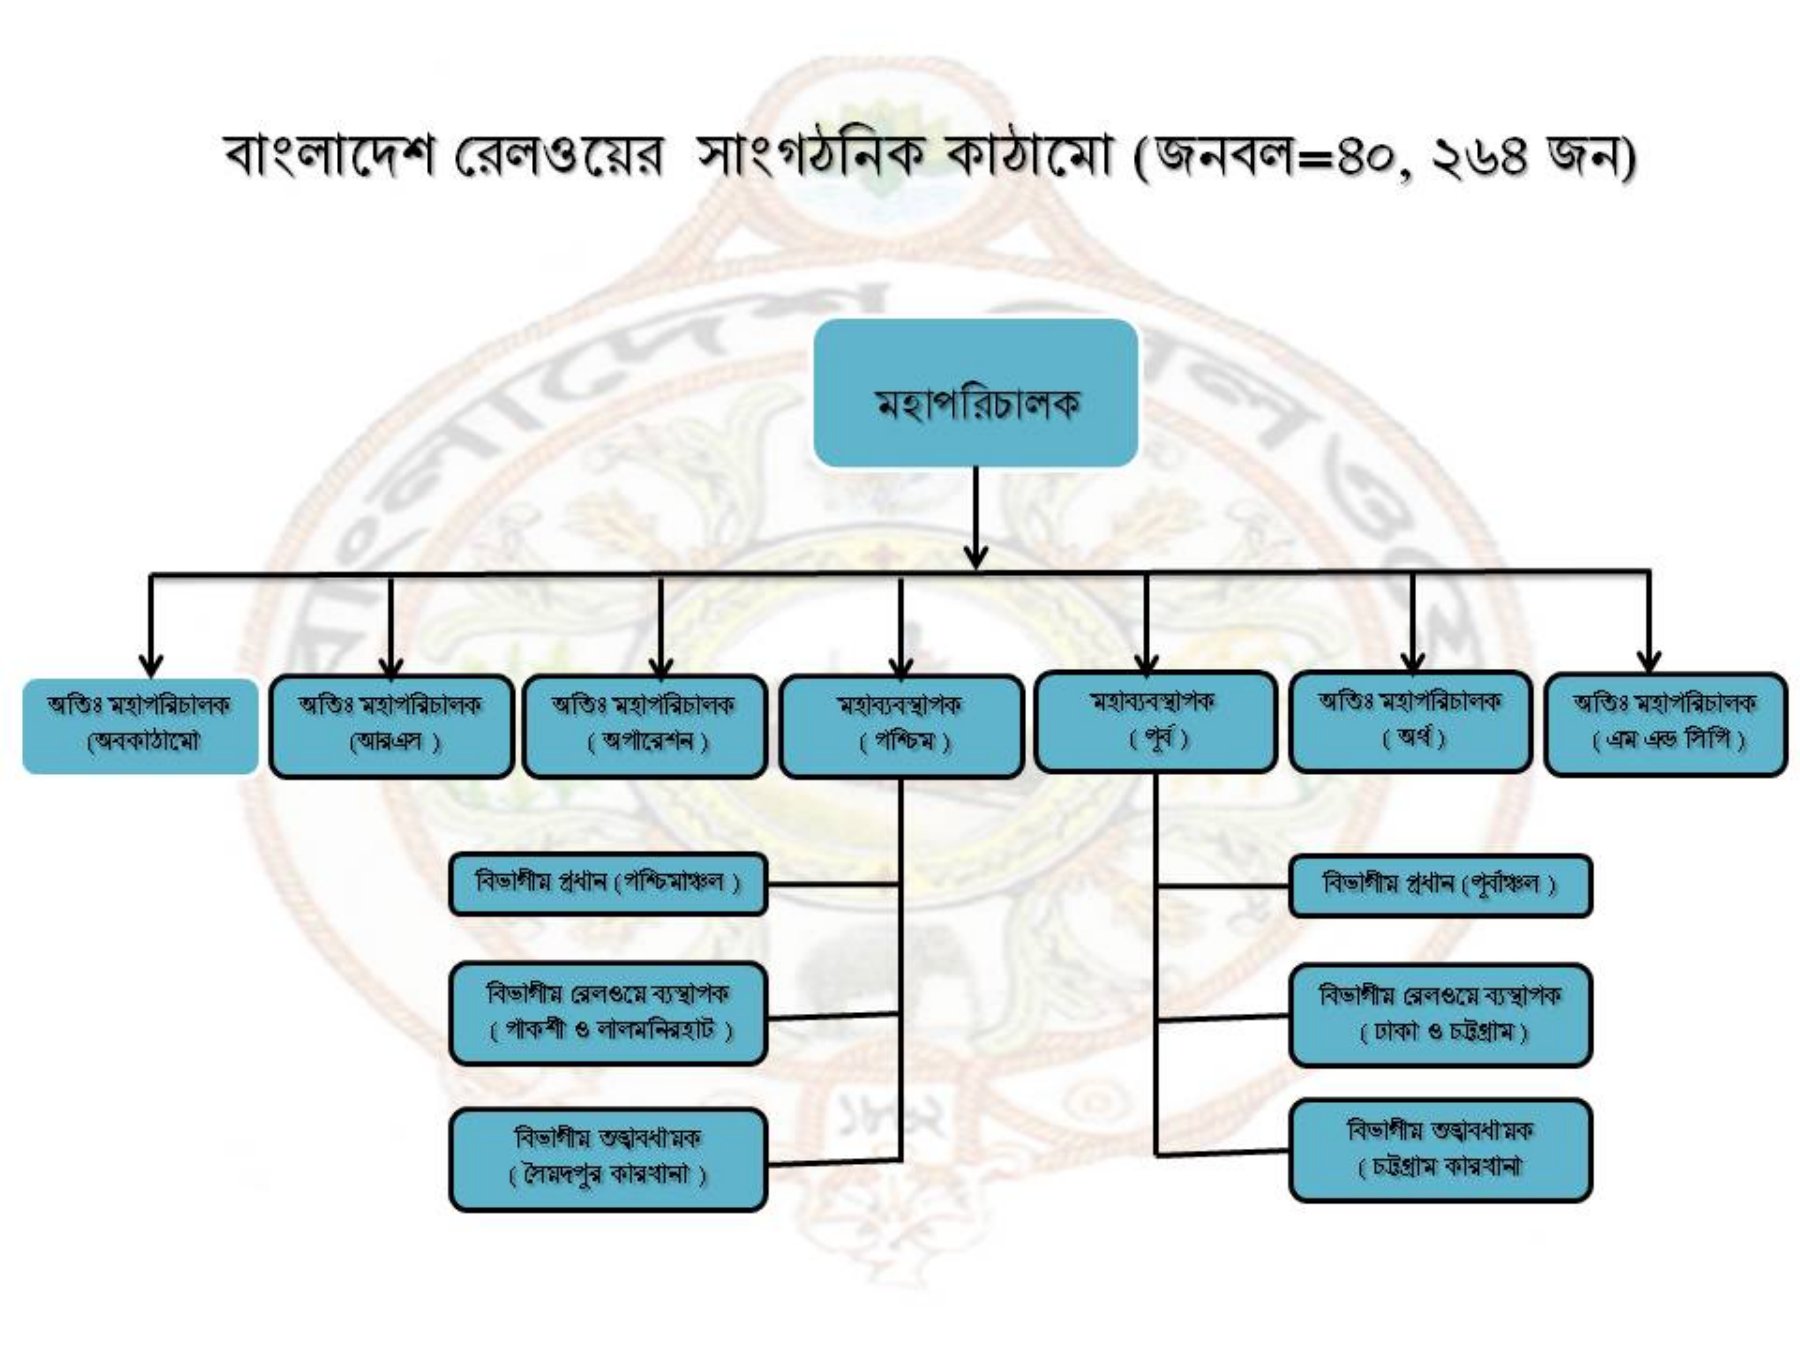 বাংলাদেশ রেলওয়ের সাংগঠনিক কাঠামো (জনবল=৪০, ২৬৪ জন)
মহাপরিচালক
অতিঃ মহাপরিচালক
(অবকাঠামো
অতিঃ মহাপরিচালক
(আরএস )
অতিঃ মহাপরিচালক
( অপারেশন )
মহাব্যবস্থাপক
( পশ্চিম )
মহাব্যবস্থাপক
( পূর্ব )
অতিঃ মহাপরিচালক
( অর্থ )
অতিঃ মহাপরিচালক
( এম এন্ড সিপি )
বিভাগীয় প্রধান (পশ্চিমাঞ্চল )
বিভাগীয় প্রধান (পূর্বাঞ্চল )
বিভাগীয় রেলওয়ে ব্যস্থাপক
( পাকশী ও লালমনিরহাট )
বিভাগীয় রেলওয়ে ব্যস্থাপক
( ঢাকা ও চট্টগ্রাম )
বিভাগীয় তত্ত্বাবধায়ক
( সৈয়দপুর কারখানা )
বিভাগীয় তত্ত্বাবধায়ক
( চট্টগ্রাম কারখানা